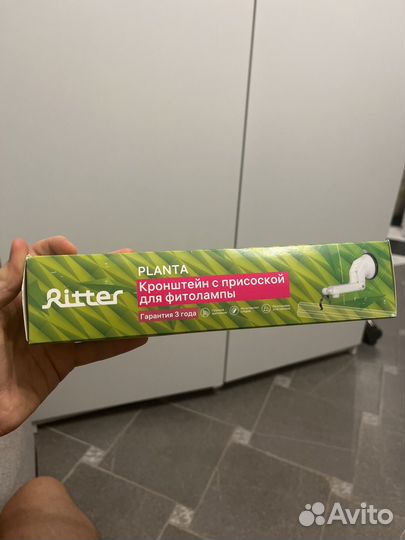 Ritter
PLANTA
Кронштейн с присоской
для фитолампы
Гарантия 3 года
Avito